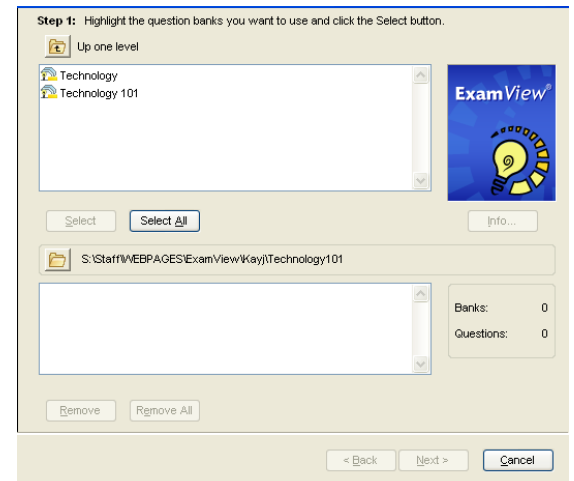 Step 1: Highlight the question banks you want to use and click the Select button.
Up one level
Technology
Technology 101
ExamView®
Select
Select All
Info...
S:\Staff\WEBPAGES\ExamView\Kayj\Technology101
Banks: 0
Questions: 0
Remove
Remove All
< Back
Next >
Cancel